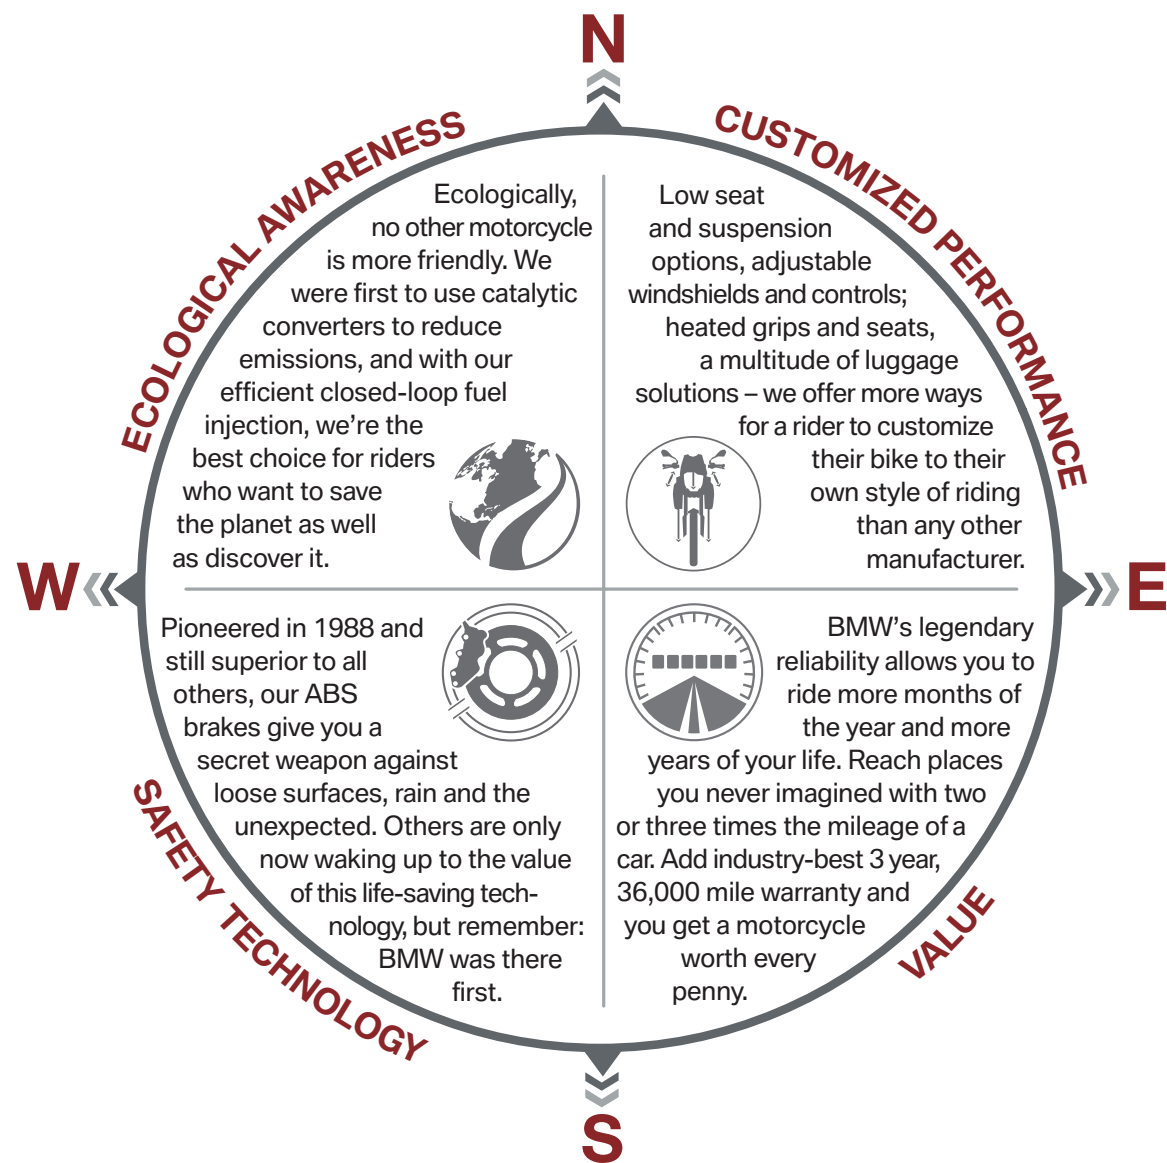 N
ECOLOGICAL AWARENESS
Ecologically,
no other motorcycle
is more friendly. We
were first to use catalytic
converters to reduce
emissions, and with our
efficient closed-loop fuel
injection, we're the
best choice for riders
who want to save
the planet as well
as discover it.
CUSTOMIZED PERFORMANCE
Low seat
and suspension
options, adjustable
windshields and controls;
heated grips and seats,
a multitude of luggage
solutions – we offer more ways
for a rider to customize
their bike to their
own style of riding
than any other
manufacturer.
W
E
SAFETY TECHNOLOGY
Pioneered in 1988 and
still superior to all
others, our ABS
brakes give you a
secret weapon against
loose surfaces, rain and the
unexpected. Others are only
now waking up to the value
of this life-saving tech-
nology, but remember:
BMW was there
first.
VALUE
BMW's legendary
reliability allows you to
ride more months of
the year and more
years of your life. Reach places
you never imagined with two
or three times the mileage of a
car. Add industry-best 3 year,
36,000 mile warranty and
you get a motorcycle
worth every
penny.
S